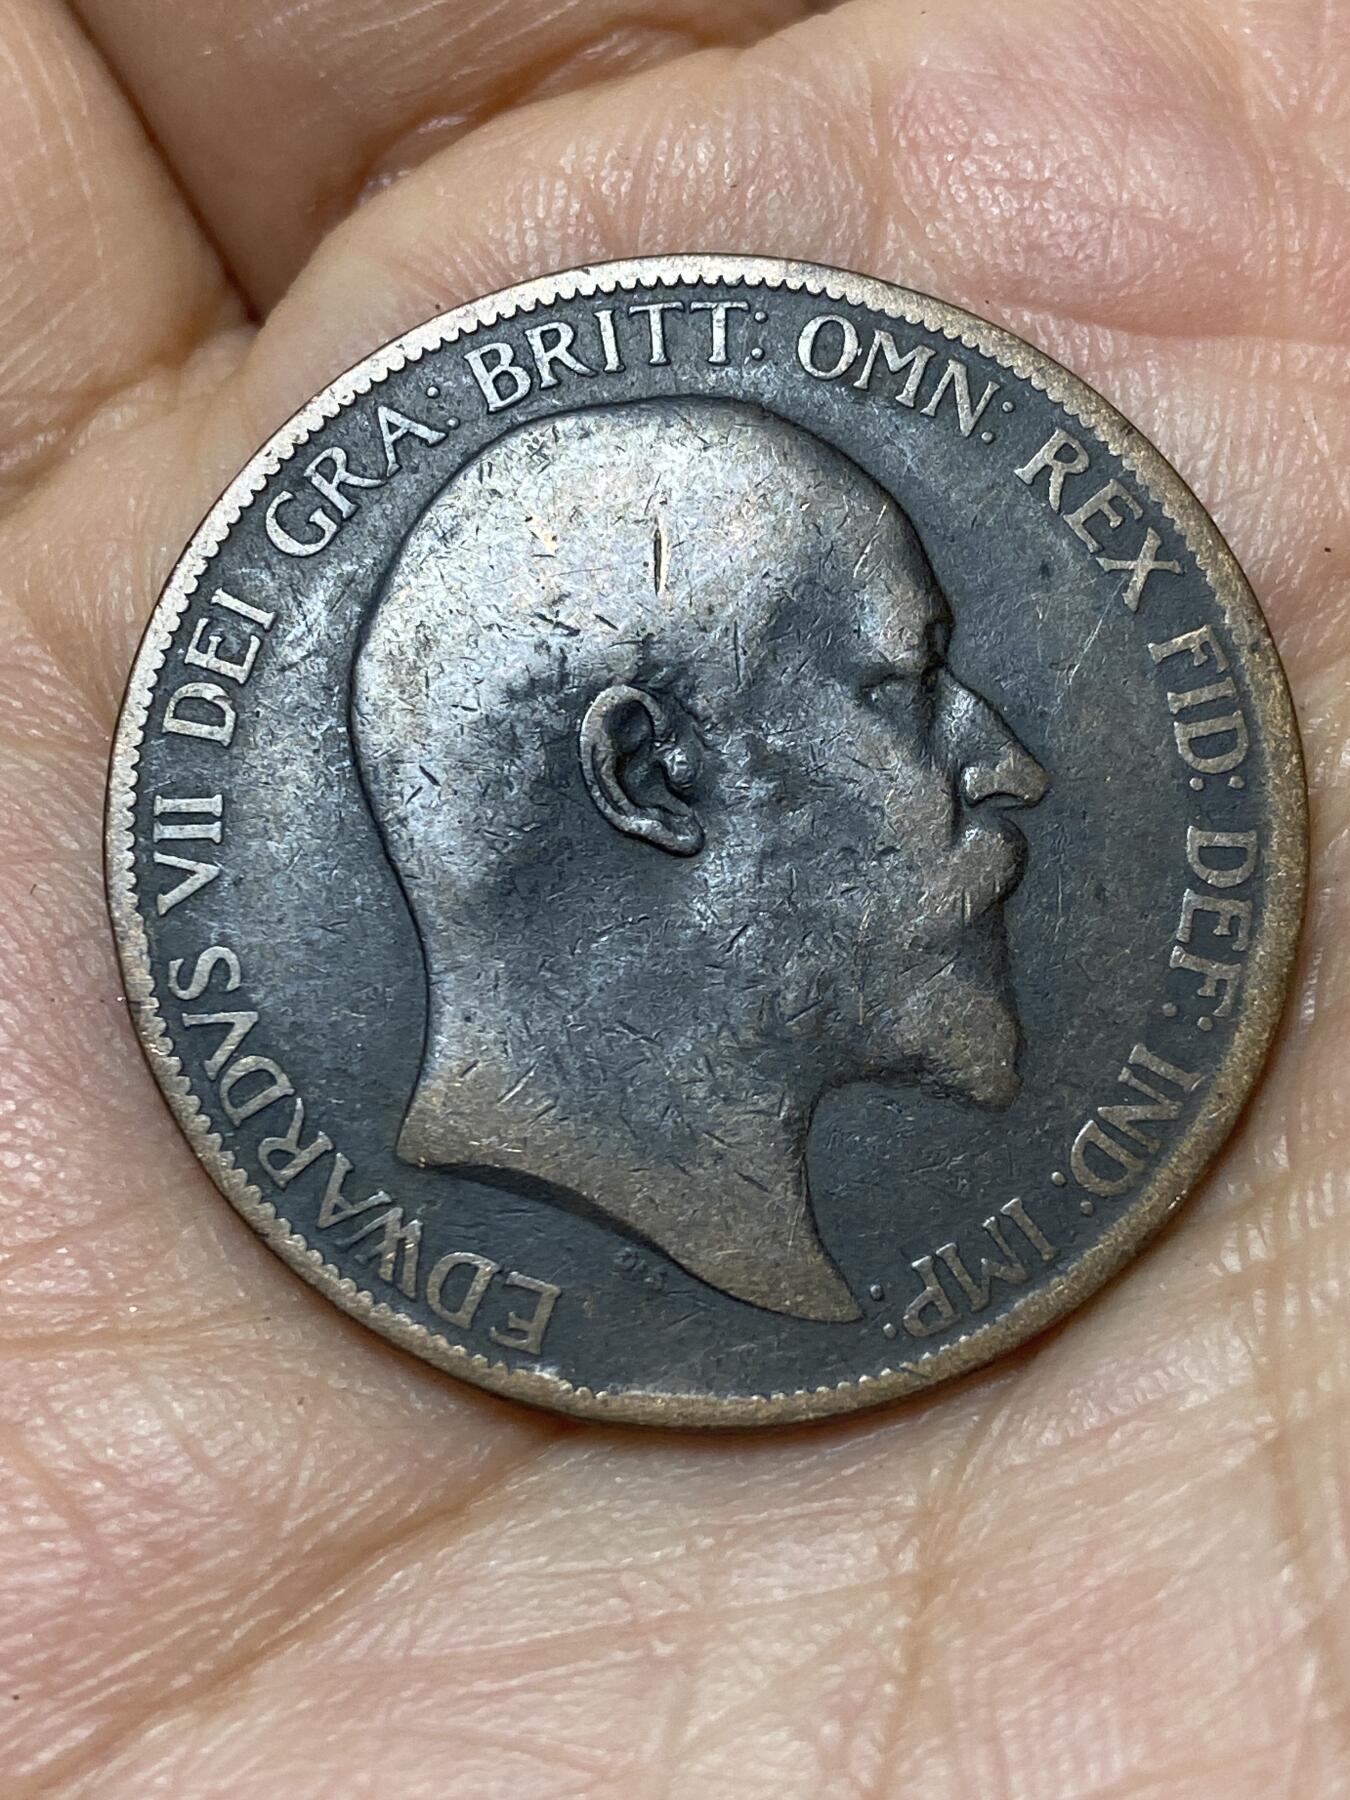 EDWARDVS VII DEI GRA: BRITT: OMN: REX FID: DEF: IND: IMP: